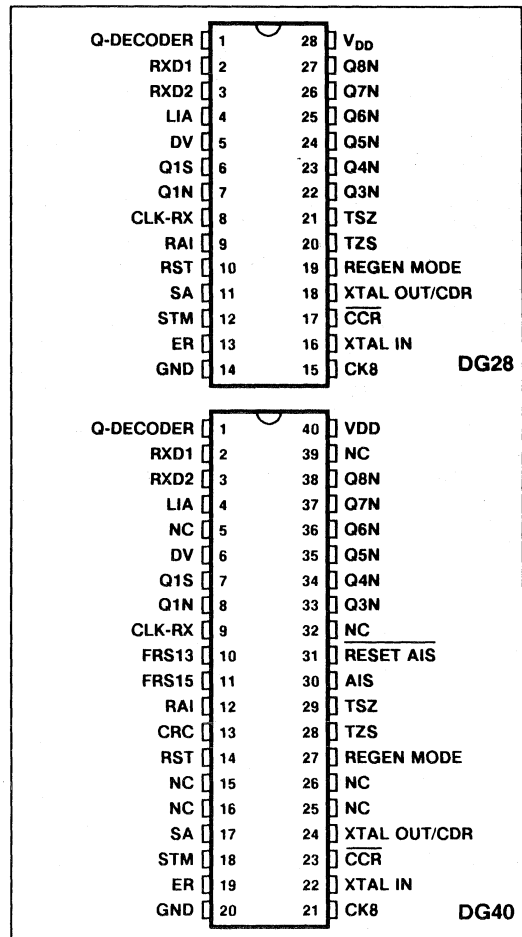 Q-DECODER 1 28 VDD
RXD1 2 27 Q8N
RXD2 3 26 Q7N
LIA 4 25 Q6N
DV 5 24 Q5N
Q1S 6 23 Q4N
Q1N 7 22 Q3N
CLK-RX 8 21 TSZ
RAI 9 20 TZS
RST 10 19 REGEN MODE
SA 11 18 XTAL OUT/CDR
STM 12 17 CCR
ER 13 16 XTAL IN
GND 14 15 CK8
DG28
Q-DECODER 1 40 VDD
RXD1 2 39 NC
RXD2 3 38 Q8N
LIA 4 37 Q7N
NC 5 36 Q6N
DV 6 35 Q5N
Q1S 7 34 Q4N
Q1N 8 33 Q3N
CLK-RX 9 32 NC
FRS13 10 31 RESET AIS
FRS15 11 30 AIS
RAI 12 29 TSZ
CRC 13 28 TZS
RST 14 27 REGEN MODE
NC 15 26 NC
NC 16 25 NC
SA 17 24 XTAL OUT/CDR
STM 18 23 CCR
ER 19 22 XTAL IN
GND 20 21 CK8
DG40